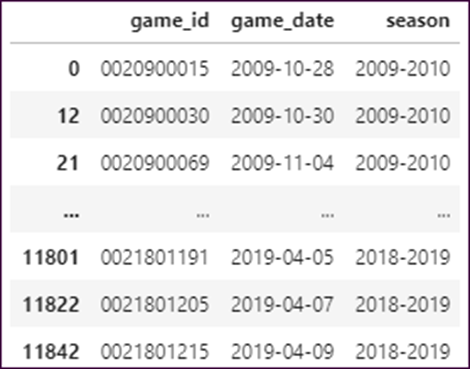 game_id game_date season
0 0020900015 2009-10-28 2009-2010
12 0020900030 2009-10-30 2009-2010
21 0020900069 2009-11-04 2009-2010
... ... ... ...
11801 0021801191 2019-04-05 2018-2019
11822 0021801205 2019-04-07 2018-2019
11842 0021801215 2019-04-09 2018-2019